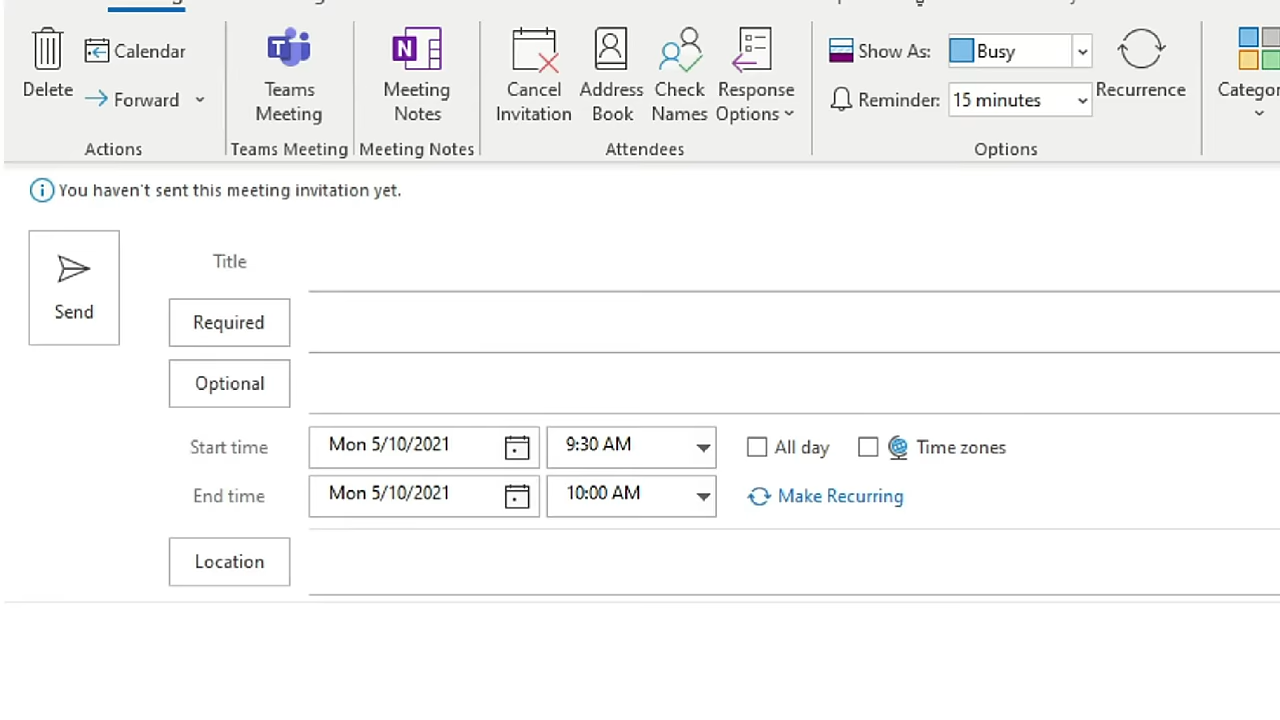 Delete
Calendar
Forward
Actions
Teams
Meeting
Teams Meeting
Meeting
Notes
Meeting Notes
Cancel
Invitation
Address
Book
Check
Names
Response
Options
Attendees
Show As:
Busy
Reminder:
15 minutes
Recurrence
Options
You haven't sent this meeting invitation yet.
Send
Title
Required
Optional
Start time
Mon 5/10/2021
9:30 AM
All day
Time zones
End time
Mon 5/10/2021
10:00 AM
Make Recurring
Location